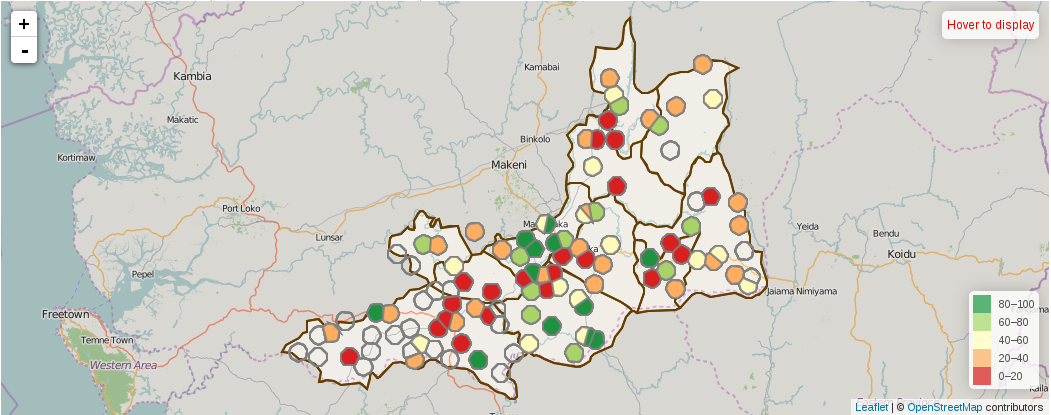 +
-
Hover to display
Kamabai
Kambia
Makatic
Binkolo
Kortimaw
Makeni
Port Loko
Lunsar
Yeida
Bendu
Koidu
Pepel
Jaiama Nimiyama
Freetown
Temne Town
Western Area
80–100
60–80
40–60
20–40
0–20
Leaflet | © OpenStreetMap contributors